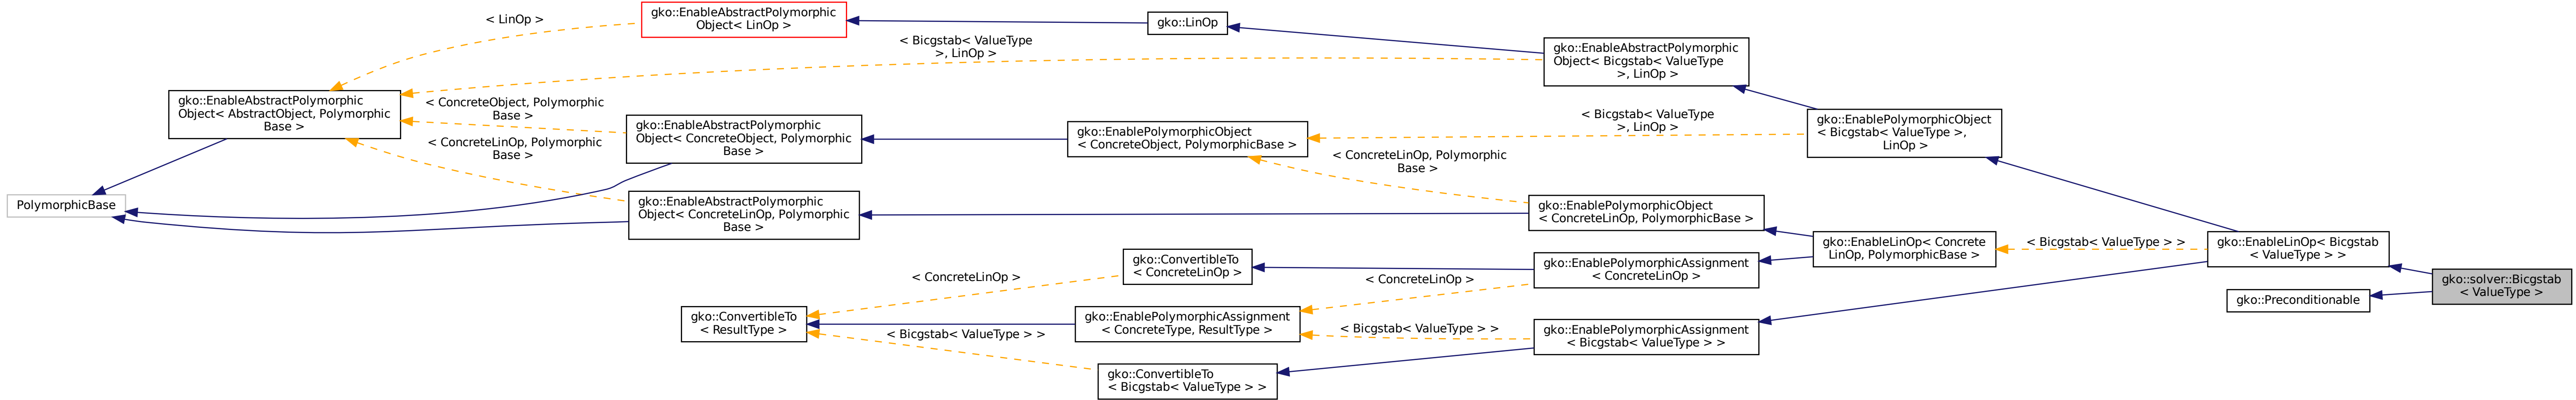 PolymorphicBase
gko::EnableAbstractPolymorphic
Object< AbstractObject, Polymorphic
Base >
< LinOp >
< Bicgstab< ValueType
>, LinOp >
< ConcreteObject, Polymorphic
Base >
< ConcreteLinOp, Polymorphic
Base >
gko::EnableAbstractPolymorphic
Object< LinOp >
gko::LinOp
gko::EnableAbstractPolymorphic
Object< Bicgstab< ValueType
>, LinOp >
gko::EnableAbstractPolymorphic
Object< ConcreteObject, Polymorphic
Base >
gko::EnablePolymorphicObject
< ConcreteObject, PolymorphicBase >
< Bicgstab< ValueType
>, LinOp >
< ConcreteLinOp, Polymorphic
Base >
gko::EnablePolymorphicObject
< Bicgstab< ValueType >,
LinOp >
gko::EnableAbstractPolymorphic
Object< ConcreteLinOp, Polymorphic
Base >
gko::EnablePolymorphicObject
< ConcreteLinOp, PolymorphicBase >
gko::EnableLinOp< Concrete
LinOp, PolymorphicBase >
< Bicgstab< ValueType > >
gko::EnableLinOp< Bicgstab
< ValueType > >
gko::ConvertibleTo
< ResultType >
< ConcreteLinOp >
< Bicgstab< ValueType > >
gko::ConvertibleTo
< ConcreteLinOp >
gko::EnablePolymorphicAssignment
< ConcreteType, ResultType >
gko::ConvertibleTo
< Bicgstab< ValueType > >
< ConcreteLinOp >
< Bicgstab< ValueType > >
gko::EnablePolymorphicAssignment
< ConcreteLinOp >
gko::EnablePolymorphicAssignment
< Bicgstab< ValueType > >
gko::Preconditionable
gko::solver::Bicgstab
< ValueType >